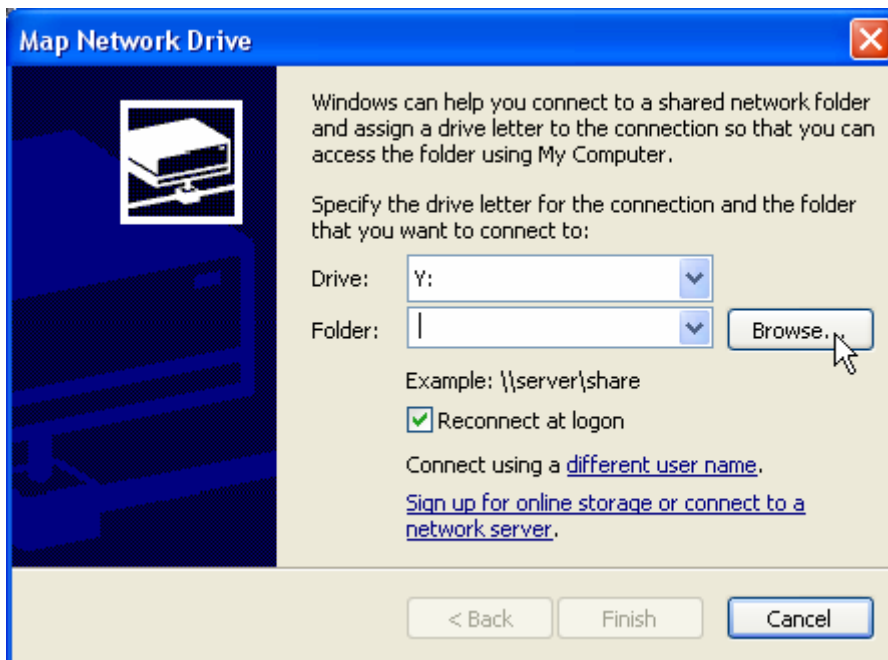 Map Network Drive
Windows can help you connect to a shared network folder
and assign a drive letter to the connection so that you can
access the folder using My Computer.
Specify the drive letter for the connection and the folder
that you want to connect to:
Drive: Y:
Folder: Browse...
Example: \\server\share
Reconnect at logon
Connect using a different user name.
Sign up for online storage or connect to a
network server.
< Back Finish Cancel